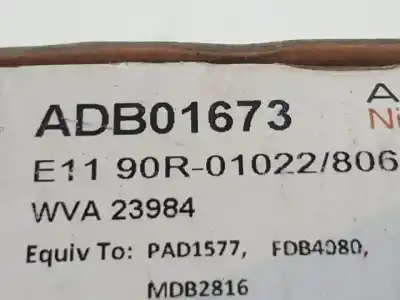 ADB01673
E11 90R-01022/806
WVA 23984
Equiv To: PAD1577, FDB4080,
MDB2816